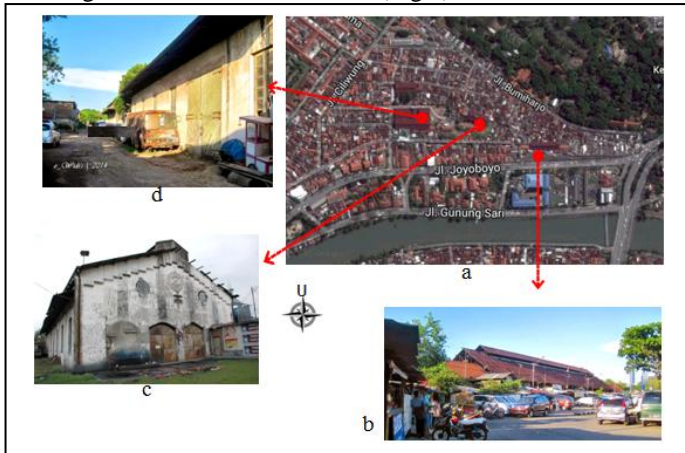 Jl. Ciliwung
Jl. Bumiharjo
Ke
Jl. Joyoboyo
Jl. Gunung Sari
d
a
U
c
b